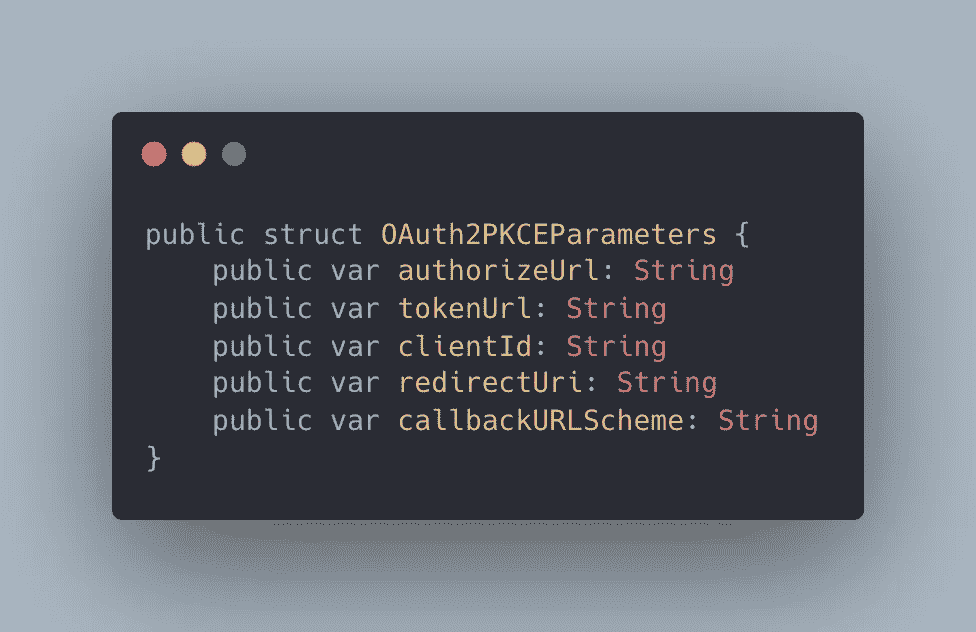 public struct OAuth2PKCEParameters {
    public var authorizeUrl: String
    public var tokenUrl: String
    public var clientId: String
    public var redirectUri: String
    public var callbackURLScheme: String
}